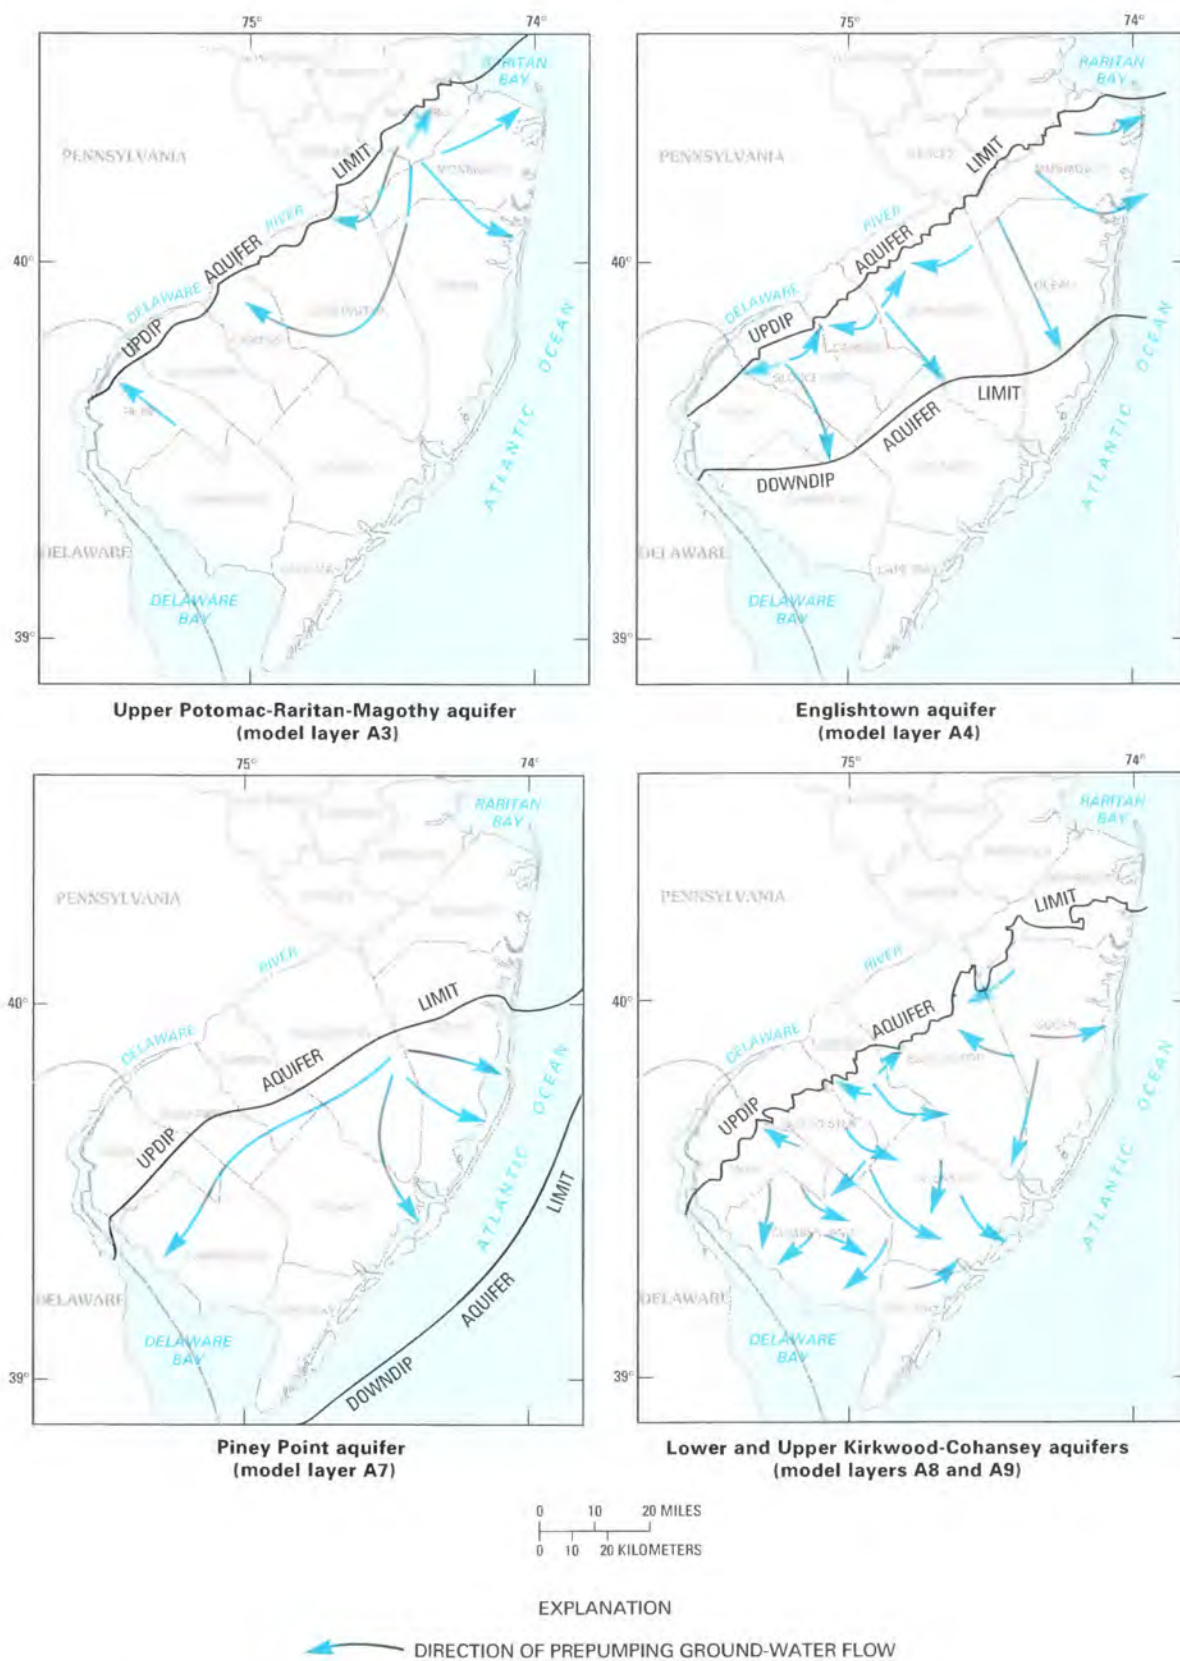 75°
74°
RARITAN
BAY
PENNSYLVANIA
LIMIT
MONMOUTH
RIVER
AQUIFER
40°
DELAWARE
UPDIP
OCEAN
ATLANTIC
DELAWARE
DELAWARE
BAY
39°
Upper Potomac-Raritan-Magothy aquifer
(model layer A3)
75°
74°
RARITAN
BAY
PENNSYLVANIA
LIMIT
MONMOUTH
RIVER
AQUIFER
40°
OCEAN
DELAWARE
UPDIP
OCEAN
LIMIT
AQUIFER
DOWNDIP
ATLANTIC
DELAWARE
CAPE MAY
DELAWARE
BAY
39°
Englishtown aquifer
(model layer A4)
75°
74°
RARITAN
BAY
PENNSYLVANIA
RIVER
LIMIT
40°
DELAWARE
AQUIFER
OCEAN
UPDIP
ATLANTIC
LIMIT
DELAWARE
AQUIFER
DELAWARE
BAY
DOWNDIP
39°
Piney Point aquifer
(model layer A7)
75°
74°
RARITAN
BAY
PENNSYLVANIA
LIMIT
RIVER
40°
AQUIFER
OCEAN
DELAWARE
OCEAN
UPDIP
ATLANTIC
DELAWARE
DELAWARE
BAY
39°
Lower and Upper Kirkwood-Cohansey aquifers
(model layers A8 and A9)
0 10 20 MILES
0 10 20 KILOMETERS
EXPLANATION
DIRECTION OF PREPUMPING GROUND-WATER FLOW